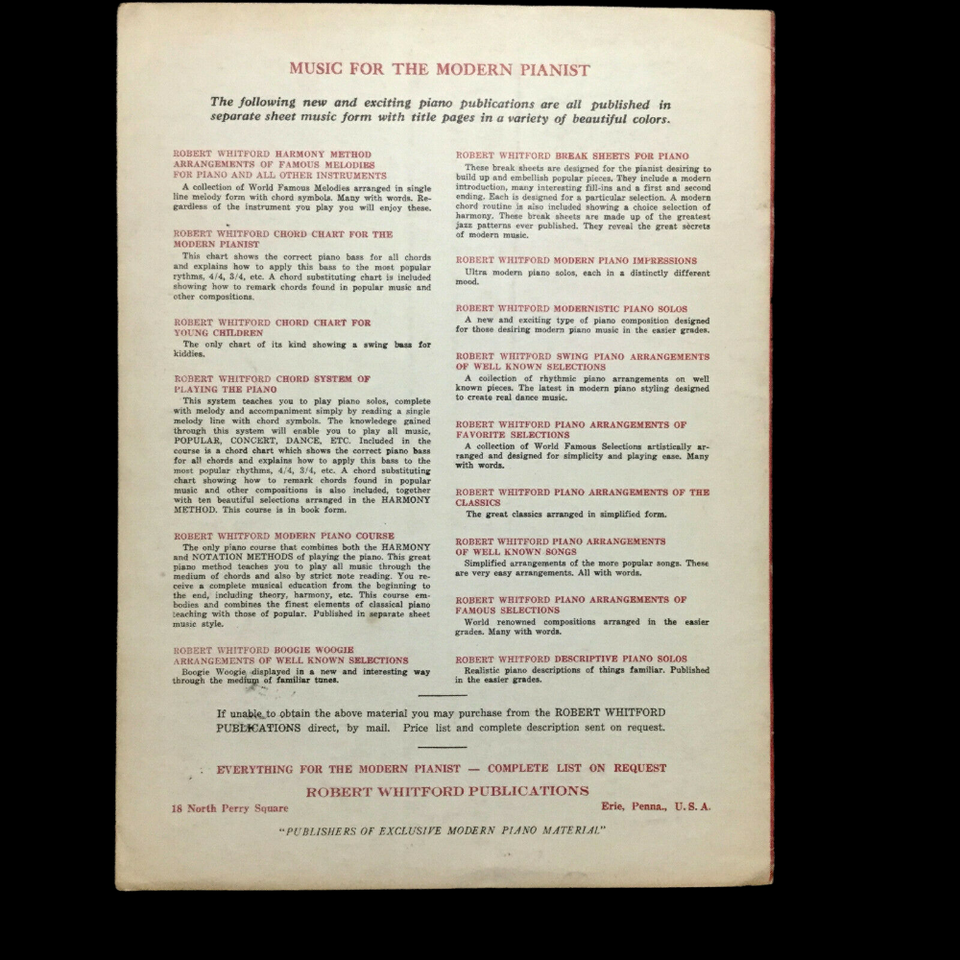 MUSIC FOR THE MODERN PIANIST
The following new and exciting piano publications are all published in
separate sheet music form with title pages in a variety of beautiful colors.
ROBERT WHITFORD HARMONY METHOD
ARRANGEMENTS OF FAMOUS MELODIES
FOR PIANO AND ALL OTHER INSTRUMENTS
A collection of World Famous Melodies arranged in single
line melody form with chord symbols. Many with words. Re-
gardless of the instrument you play you will enjoy these.
ROBERT WHITFORD CHORD CHART FOR THE
MODERN PIANIST
This chart shows the correct piano bass for all chords
and explains how to apply this bass to the most popular
rythms, 4/4, 3/4, etc. A chord substituting chart is included
showing how to remark chords found in popular music and
other compositions.
ROBERT WHITFORD CHORD CHART FOR
YOUNG CHILDREN
The only chart of its kind showing a swing bass for
kiddies.
ROBERT WHITFORD CHORD SYSTEM OF
PLAYING THE PIANO
This system teaches you to play piano solos, complete
with melody and accompaniment simply by reading a single
melody line with chord symbols. The knowledege gained
through this system will enable you to play all music,
POPULAR, CONCERT, DANCE, ETC. Included in the
course is a chord chart which shows the correct piano bass
for all chords and explains how to apply this bass to the
most popular rhythms, 4/4, 3/4, etc. A chord substituting
chart showing how to remark chords found in popular
music and other compositions is also included, together
with ten beautiful selections arranged in the HARMONY
METHOD. This course is in book form.
ROBERT WHITFORD MODERN PIANO COURSE
The only piano course that combines both the HARMONY
and NOTATION METHODS of playing the piano. This great
piano method teaches you to play all music through the
medium of chords and also by strict note reading. You re-
ceive a complete musical education from the beginning to
the end, including theory, harmony, etc. This course em-
bodies and combines the finest elements of classical piano
teaching with those of popular. Published in separate sheet
music style.
ROBERT WHITFORD BOOGIE WOOGIE
ARRANGEMENTS OF WELL KNOWN SELECTIONS
Boogie Woogie displayed in a new and interesting way
through the medium of familiar tunes.
ROBERT WHITFORD BREAK SHEETS FOR PIANO
These break sheets are designed for the pianist desiring to
build up and embellish popular pieces. They include a modern
introduction, many interesting fill-ins and a first and second
ending. Each is designed for a particular selection. A modern
chord routine is also included showing a choice selection of
harmony. These break sheets are made up of the greatest
jazz patterns ever published. They reveal the great secrets
of modern music.
ROBERT WHITFORD MODERN PIANO IMPRESSIONS
Ultra modern piano solos, each in a distinctly different
mood.
ROBERT WHITFORD MODERNISTIC PIANO SOLOS
A new and exciting type of piano composition designed
for those desiring modern piano music in the easier grades.
ROBERT WHITFORD SWING PIANO ARRANGEMENTS
OF WELL KNOWN SELECTIONS
A collection of rhythmic piano arrangements on well
known pieces. The latest in modern piano styling designed
to create real dance music.
ROBERT WHITFORD PIANO ARRANGEMENTS OF
FAVORITE SELECTIONS
A collection of World Famous Selections artistically ar-
ranged and designed for simplicity and playing ease. Many
with words.
ROBERT WHITFORD PIANO ARRANGEMENTS OF THE
CLASSICS
The great classics arranged in simplified form.
ROBERT WHITFORD PIANO ARRANGEMENTS
OF WELL KNOWN SONGS
Simplified arrangements of the more popular songs. These
are very easy arrangements. All with words.
ROBERT WHITFORD PIANO ARRANGEMENTS OF
FAMOUS SELECTIONS
World renowned compositions arranged in the easier
grades. Many with words.
ROBERT WHITFORD DESCRIPTIVE PIANO SOLOS
Realistic piano descriptions of things familiar. Published
in the easier grades.
If unable to obtain the above material you may purchase from the ROBERT WHITFORD
PUBLICATIONS direct, by mail. Price list and complete description sent on request.
EVERYTHING FOR THE MODERN PIANIST — COMPLETE LIST ON REQUEST
ROBERT WHITFORD PUBLICATIONS
18 North Perry Square Erie, Penna., U. S. A.
"PUBLISHERS OF EXCLUSIVE MODERN PIANO MATERIAL"